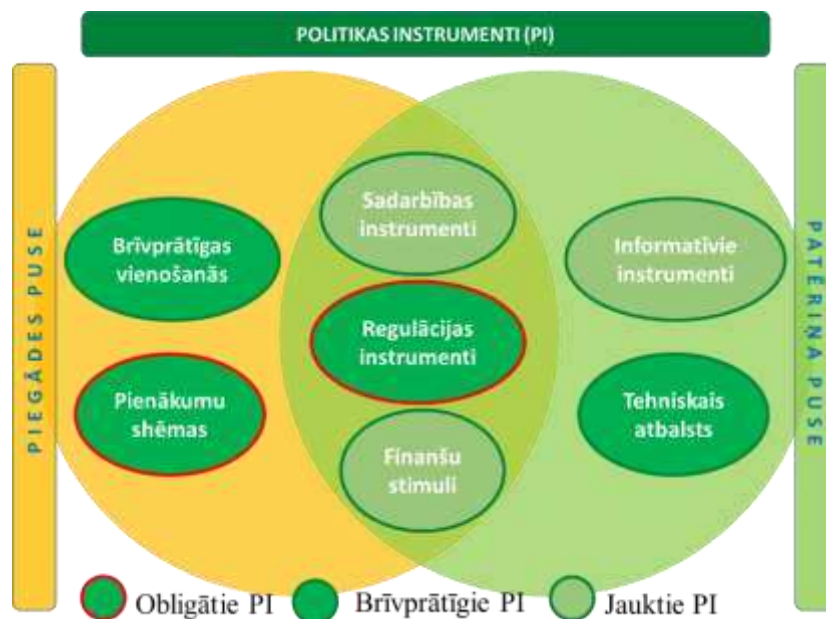 POLITIKAS INSTRUMENTI (PI)
PIEGĀDES PUSE
Brīvprātīgas
vienošanās
Pienākumu
shēmas
Sadarbības
instrumenti
Regulācijas
instrumenti
Finanšu
stimuli
Informatīvie
instrumenti
Tehniskais
atbalsts
PATĒRIŅA PUSE
Obligātie PI
Brīvprātīgie PI
Jauktie PI